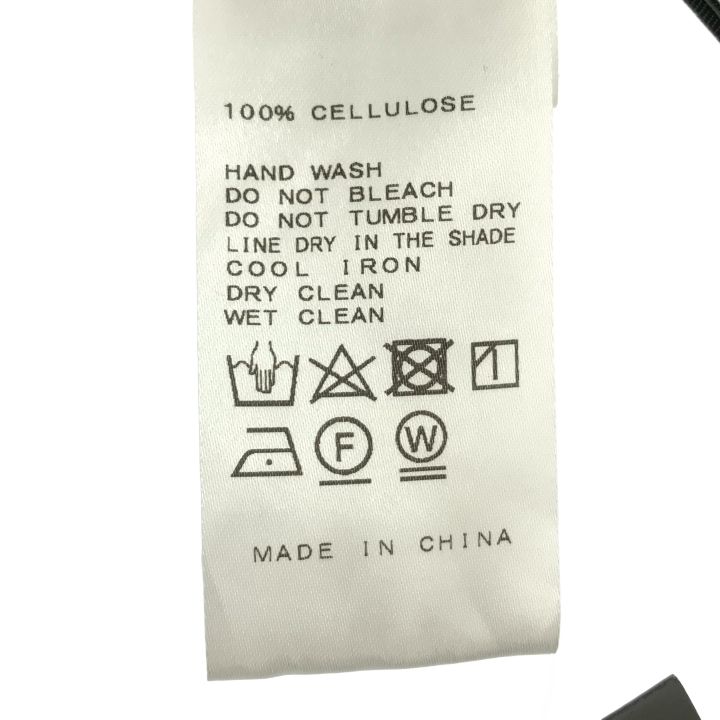 100% CELLULOSE
HAND WASH
DO NOT BLEACH
DO NOT TUMBLE DRY
LINE DRY IN THE SHADE
COOL IRON
DRY CLEAN
WET CLEAN
F W
MADE IN CHINA